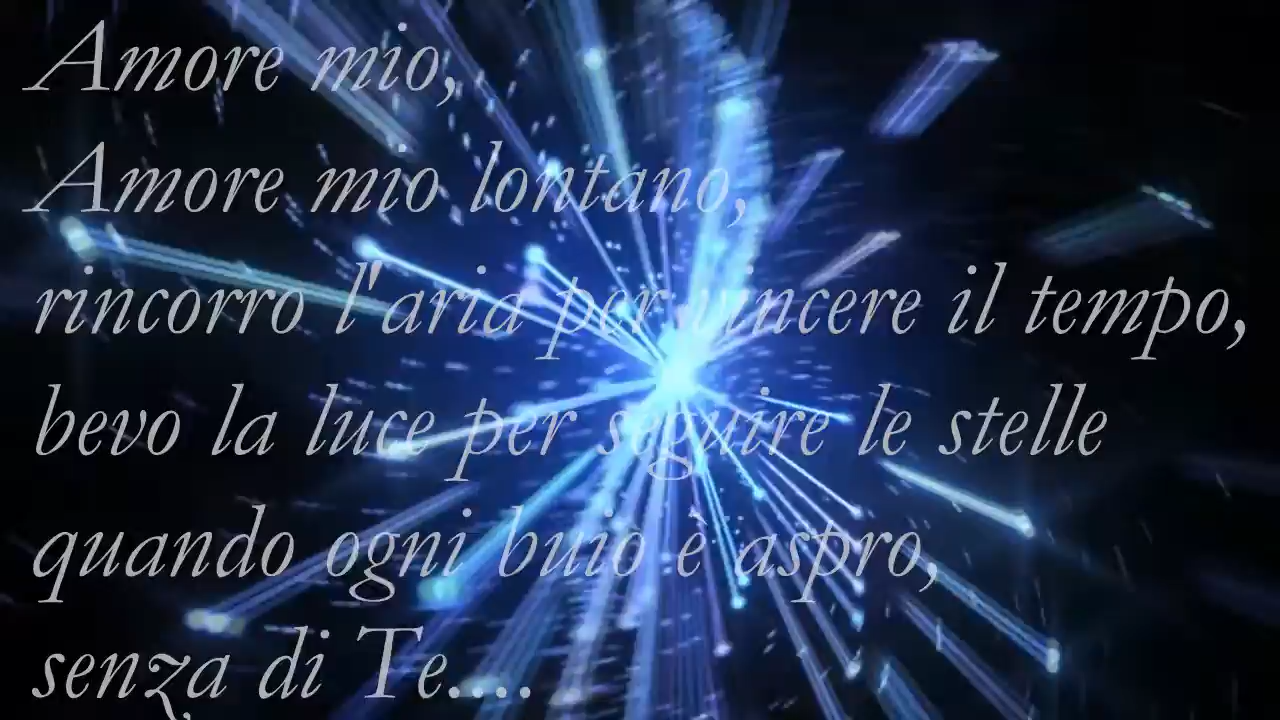 Amore mio,
Amore mio lontano,
rincorro l'aria per vincere il tempo,
bevo la luce per seguire le stelle
quando ogni buio è aspro,
senza di Te....